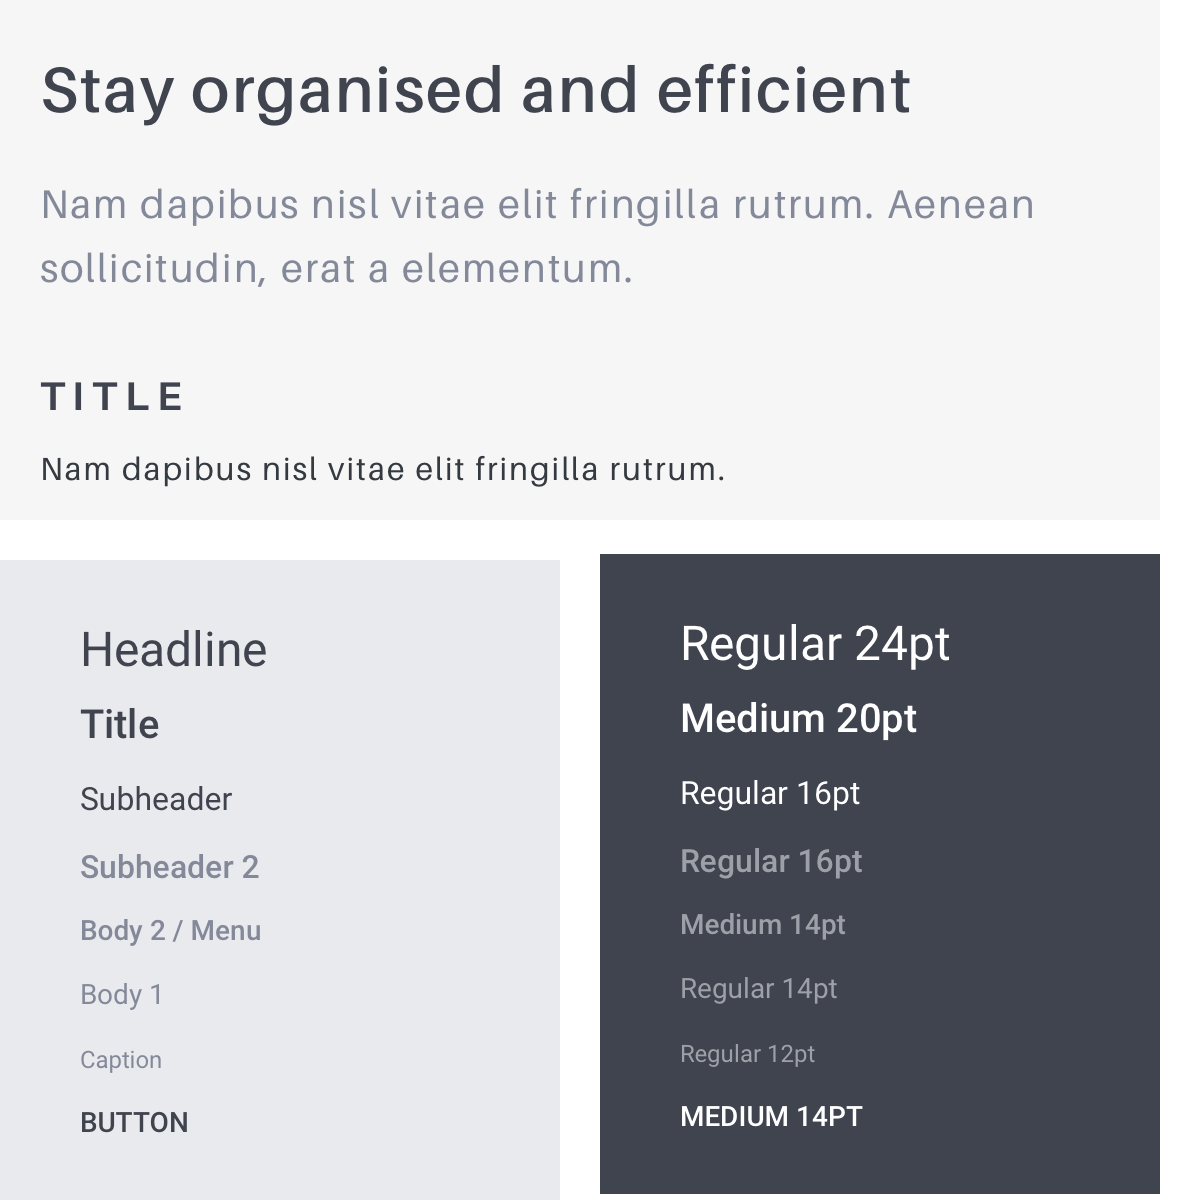 Stay organised and efficient
Nam dapibus nisl vitae elit fringilla rutrum. Aenean
sollicitudin, erat a elementum.
TITLE
Nam dapibus nisl vitae elit fringilla rutrum.
Headline
Title
Subheader
Subheader 2
Body 2 / Menu
Body 1
Caption
BUTTON
Regular 24pt
Medium 20pt
Regular 16pt
Regular 16pt
Medium 14pt
Regular 14pt
Regular 12pt
MEDIUM 14PT